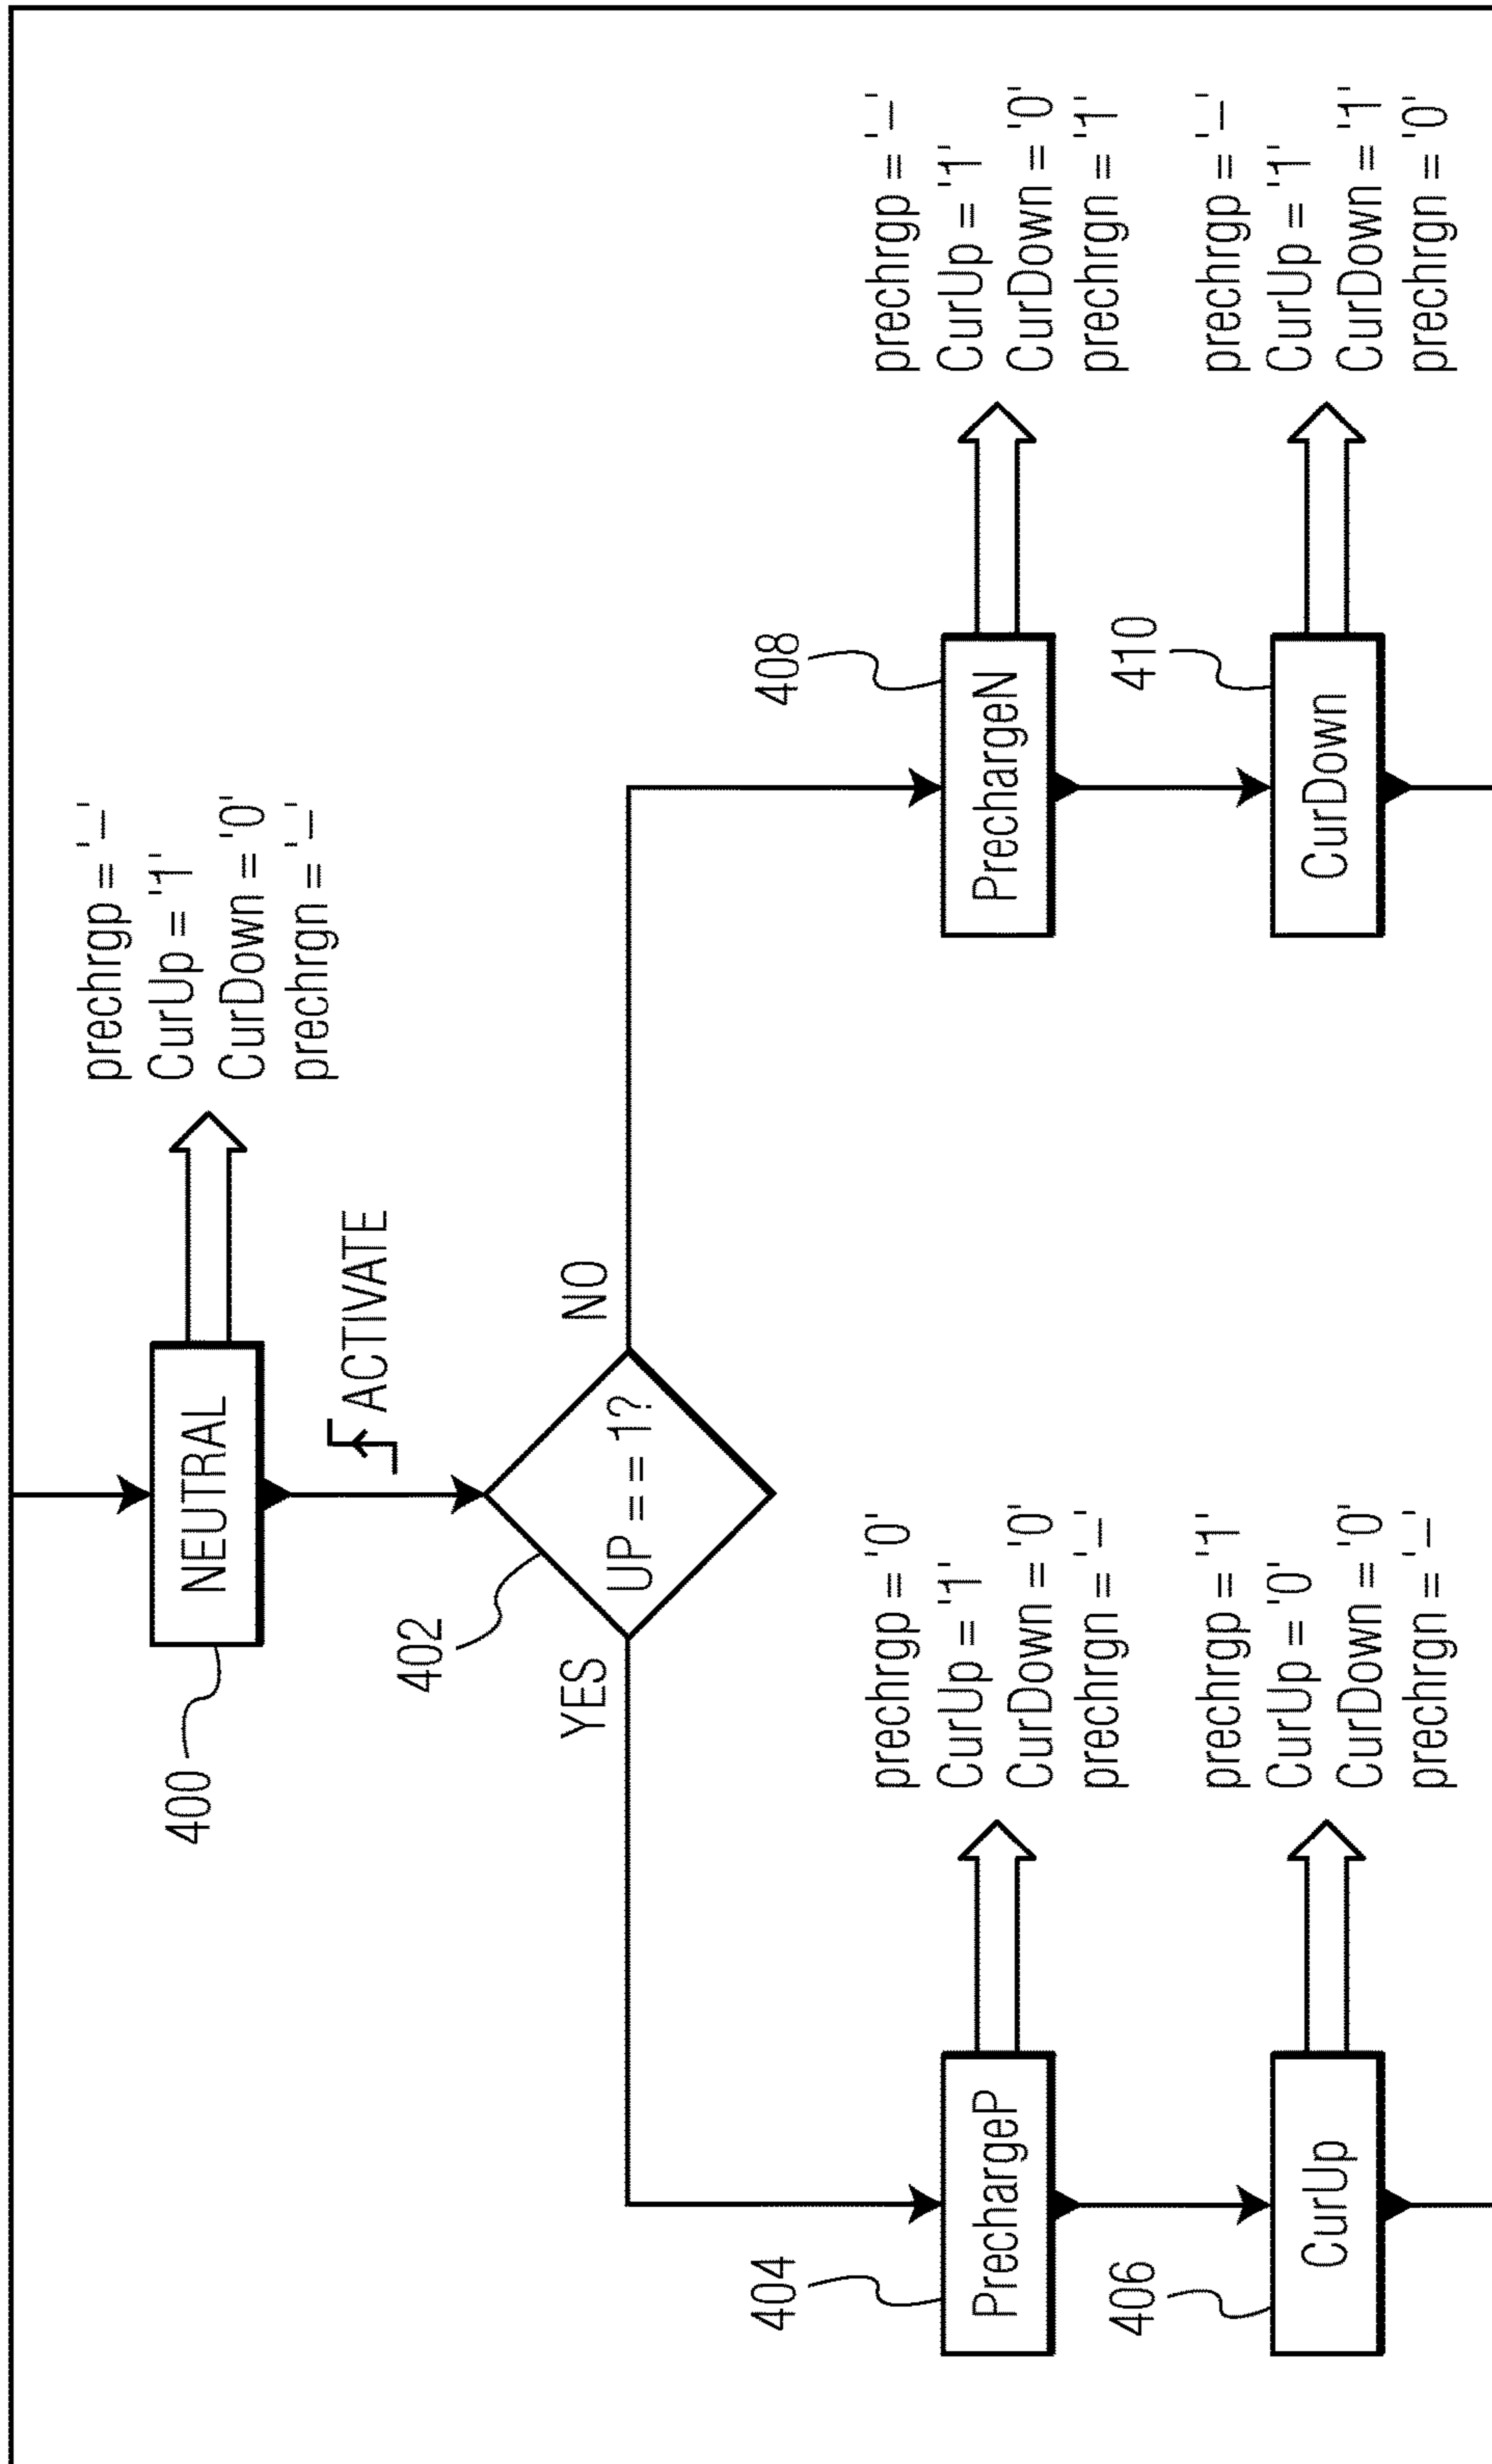 400
NEUTRAL
prechrgp = '_'
CurUp = '1'
CurDown = '0'
prechrgn = '_'
ACTIVATE
402
UP = = 1?
YES
NO
404
PrechargeP
prechrgp = '0'
CurUp = '1'
CurDown = '0'
prechrgn = '_'
408
PrechargeN
prechrgp = '_'
CurUp = '1'
CurDown = '0'
prechrgn = '1'
406
CurUp
prechrgp = '1'
CurUp = '0'
CurDown = '0'
prechrgn = '_'
410
CurDown
prechrgp = '_'
CurUp = '1'
CurDown = '1'
prechrgn = '0'